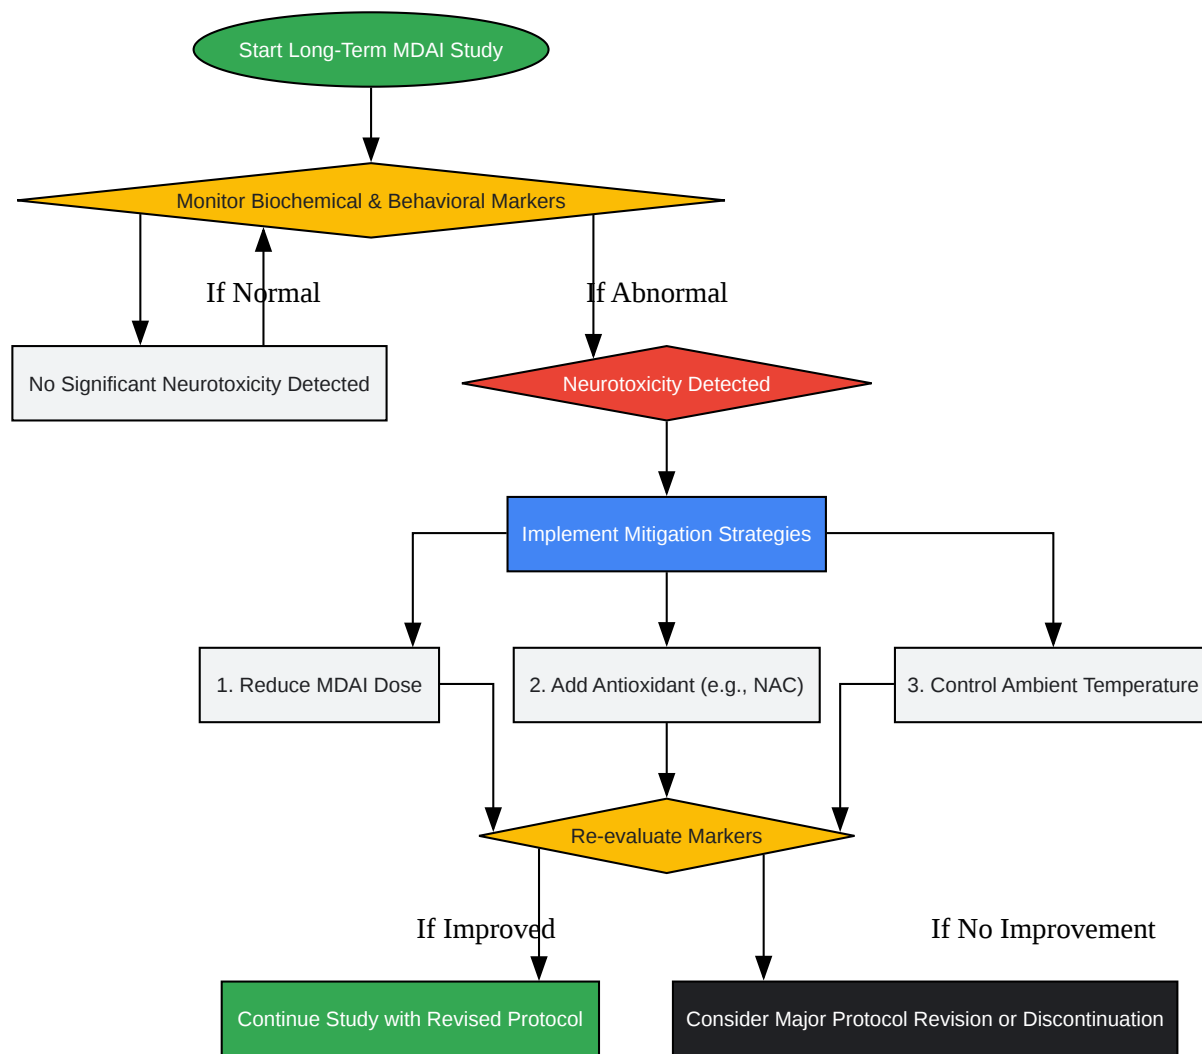 Start Long-Term MDAI Study
Monitor Biochemical & Behavioral Markers
If Normal
If Abnormal
No Significant Neurotoxicity Detected
Neurotoxicity Detected
Implement Mitigation Strategies
1. Reduce MDAI Dose
2. Add Antioxidant (e.g., NAC)
3. Control Ambient Temperature
Re-evaluate Markers
If Improved
If No Improvement
Continue Study with Revised Protocol
Consider Major Protocol Revision or Discontinuation